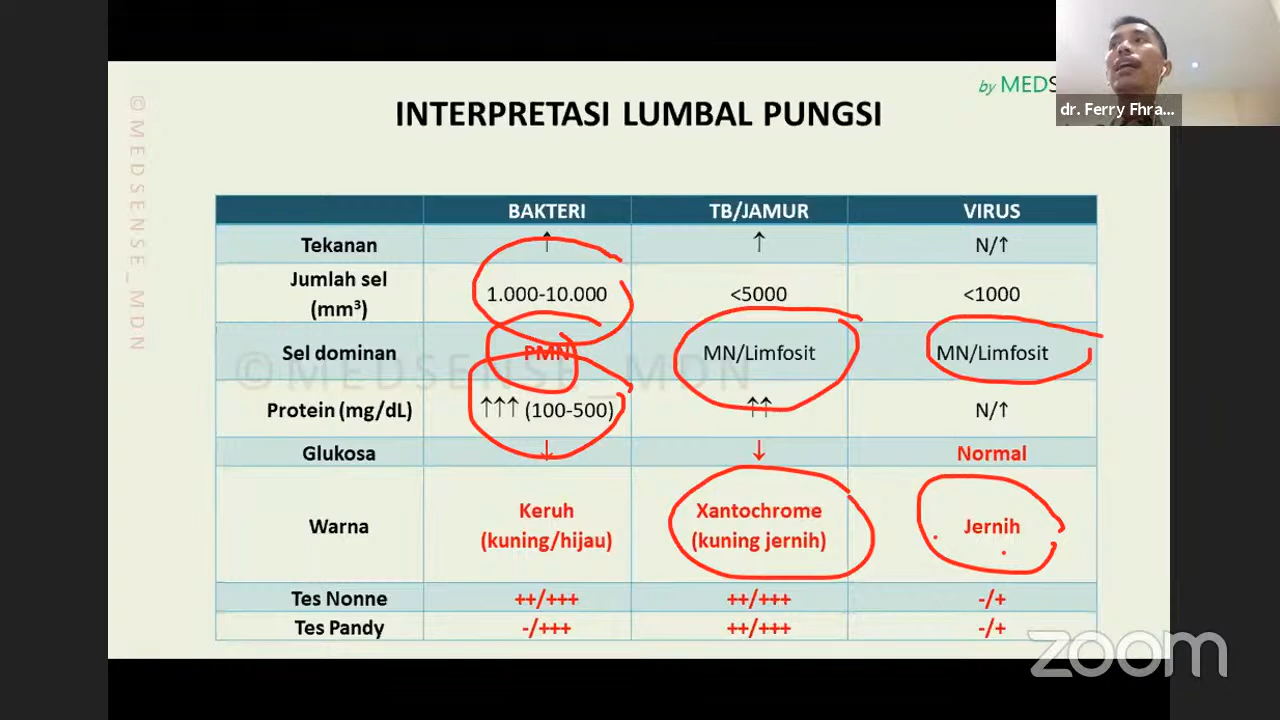 by MEDS
dr. Ferry Fhra...
©MEDSENSE_MDN
INTERPRETASI LUMBAL PUNGSI
BAKTERI TB/JAMUR VIRUS
Tekanan ↑ ↑ N/↑
Jumlah sel
(mm³) 1.000-10.000 <5000 <1000
Sel dominan PMN MN/Limfosit MN/Limfosit
©MEDSENSE_MDN
Protein (mg/dL) ↑↑↑ (100-500) ↑↑ N/↑
Glukosa ↓ ↓ Normal
Warna Keruh Xantochrome Jernih
(kuning/hijau) (kuning jernih)
Tes Nonne ++/+++ ++/+++ -/+
Tes Pandy -/+++ ++/+++ -/+
zoom